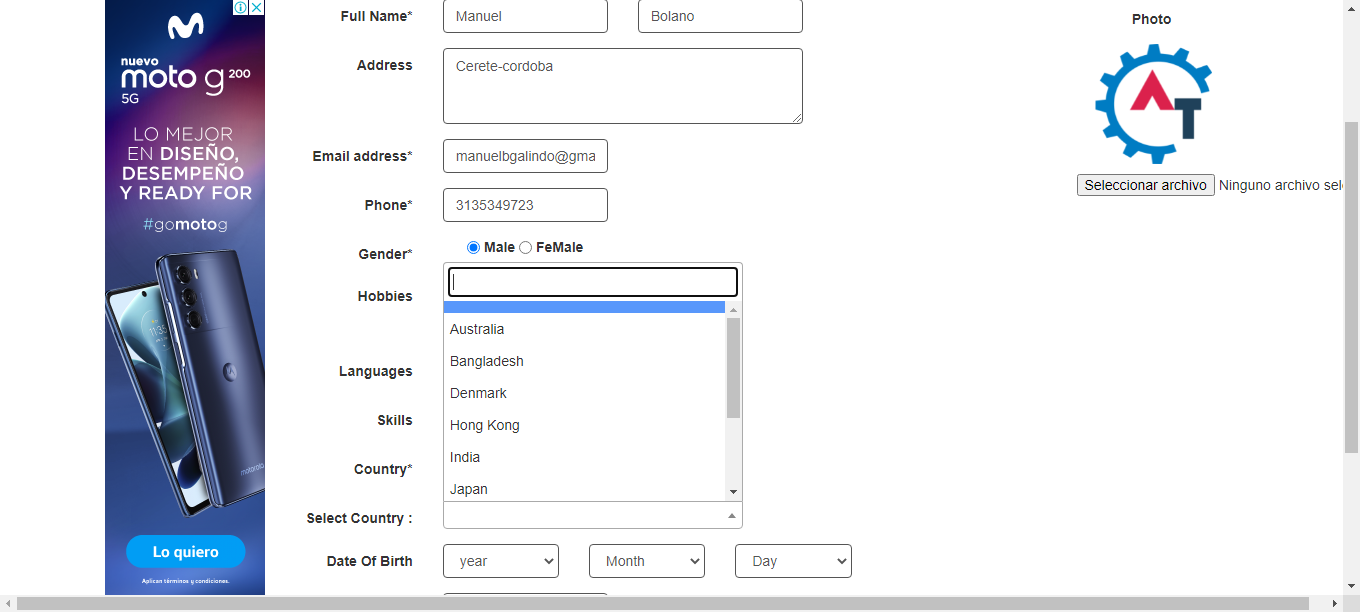 nuevo
moto g 200
5G
LO MEJOR
EN DISEÑO,
DESEMPEÑO
Y READY FOR
#gomotog
motorola
Lo quiero
Aplican términos y condiciones.
Full Name* Manuel Bolano
Address Cerete-cordoba
Email address* manuelbgalindo@gma
Phone* 3135349723
Gender* Male FeMale
Hobbies
Australia
Bangladesh
Languages
Denmark
Skills
Hong Kong
India
Country*
Japan
Select Country :
Date Of Birth year Month Day
Photo
AT
Seleccionar archivo Ninguno archivo sel